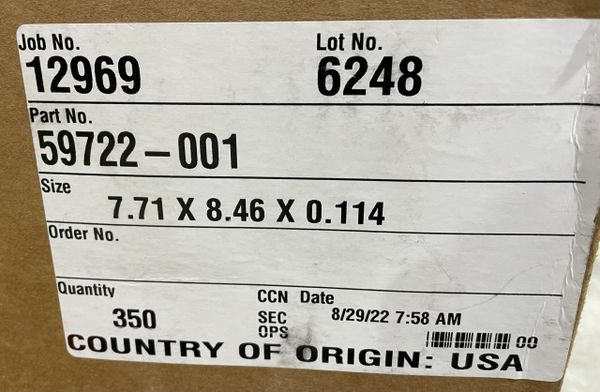 Job No. Lot No.
12969 6248
Part No.
59722-001
Size
7.71 X 8.46 X 0.114
Order No.
Quantity CCN Date
350 SEC 8/29/22 7:58 AM
OPS 00
COUNTRY OF ORIGIN: USA